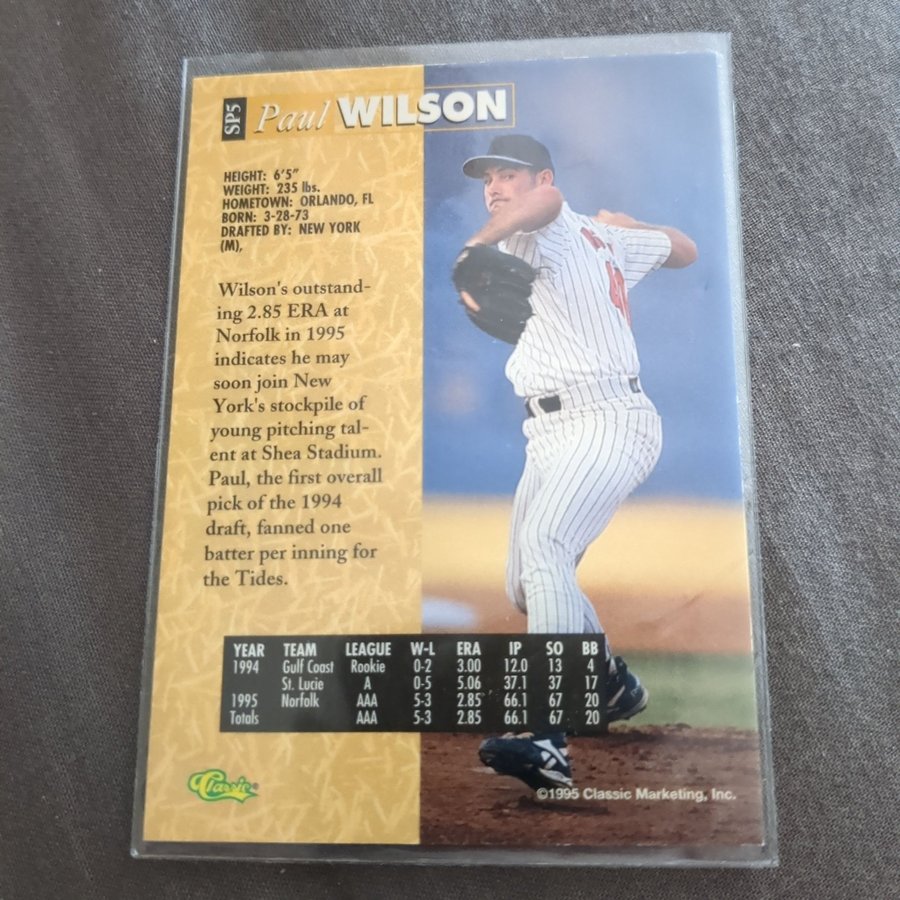 SP5
Paul WILSON
HEIGHT: 6'5"
WEIGHT: 235 lbs.
HOMETOWN: ORLANDO, FL
BORN: 3-28-73
DRAFTED BY: NEW YORK
(M),
Wilson's outstand-
ing 2.85 ERA at
Norfolk in 1995
indicates he may
soon join New
York's stockpile of
young pitching tal-
ent at Shea Stadium.
Paul, the first overall
pick of the 1994
draft, fanned one
batter per inning for
the Tides.
YEAR TEAM LEAGUE W-L ERA IP SO BB
1994 Gulf Coast Rookie 0-2 3.00 12.0 13 4
St. Lucie A 0-5 5.06 37.1 37 17
1995 Norfolk AAA 5-3 2.85 66.1 67 20
Totals AAA 5-3 2.85 66.1 67 20
Classic
©1995 Classic Marketing, Inc.